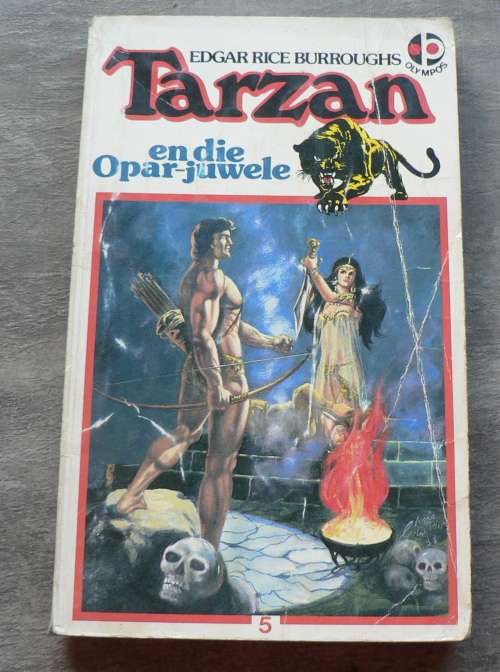 EDGAR RICE BURROUGHS
OLYMPOS
Tarzan
en die
Opar-juwele
5